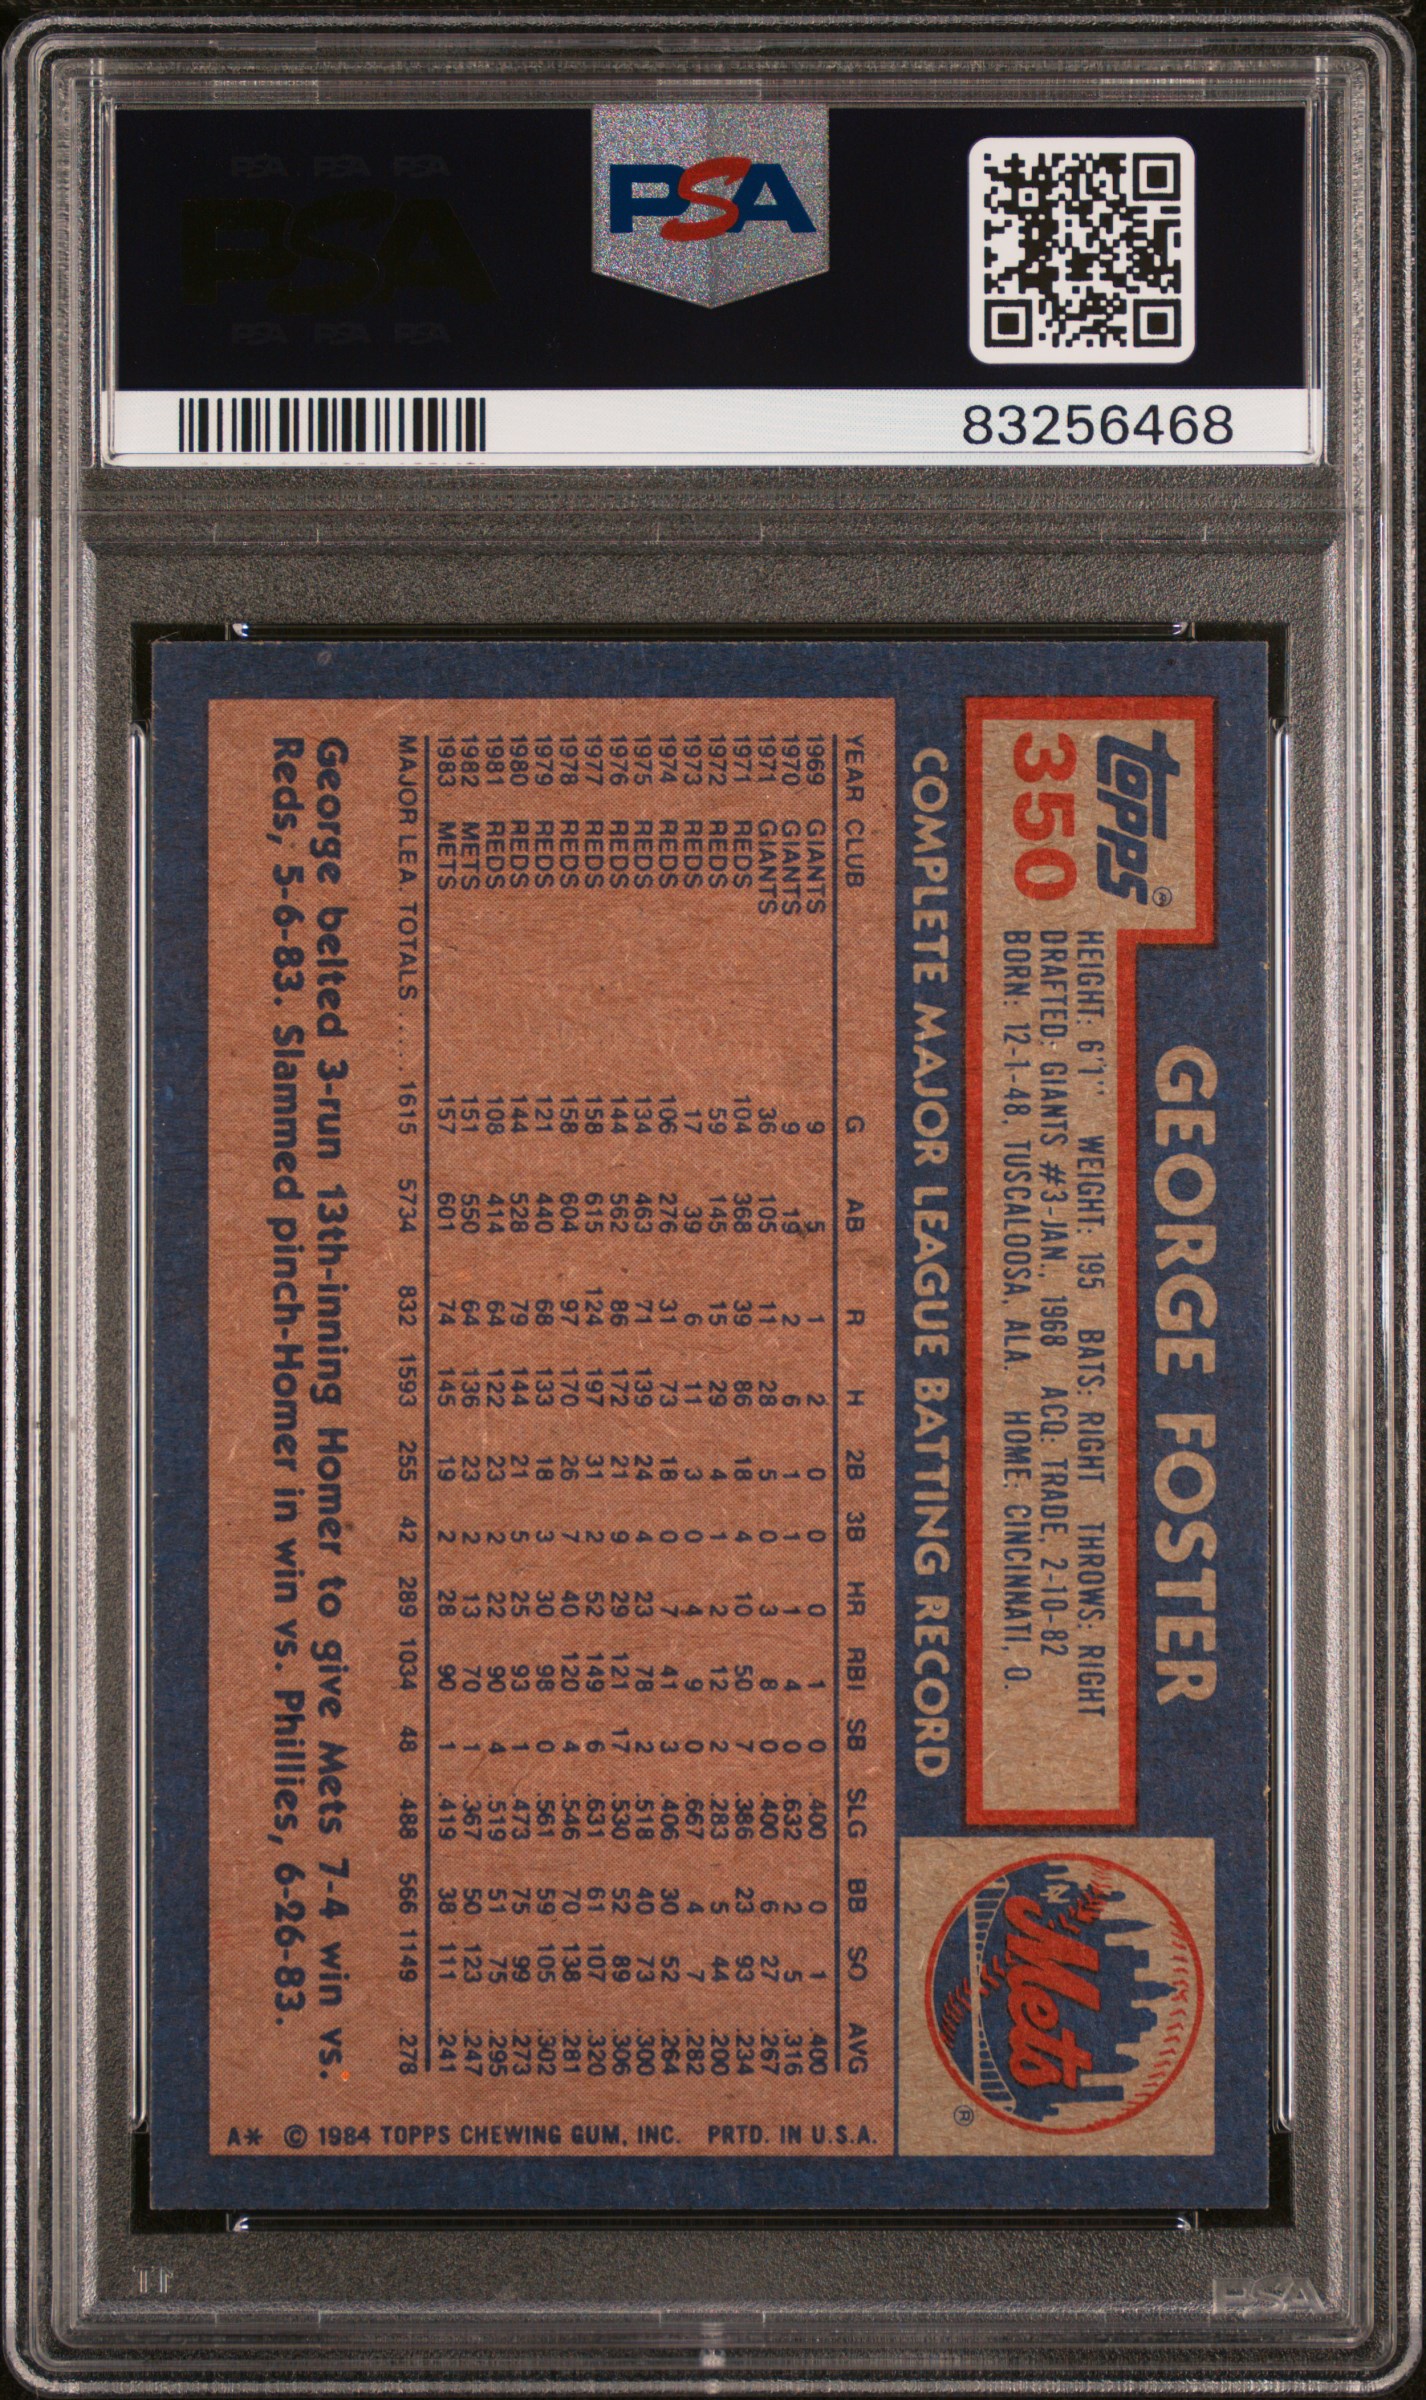 PSA PSA PSA
PSA
PSA PSA PSA
PSA
83256468
topps®
350
GEORGE FOSTER
HEIGHT: 6'1" WEIGHT: 195 BATS: RIGHT THROWS: RIGHT
DRAFTED: GIANTS #3-JAN., 1968 ACQ: TRADE, 2-10-82
BORN: 12-1-48, TUSCALOOSA, ALA. HOME: CINCINNATI, O.
Mets
®
COMPLETE MAJOR LEAGUE BATTING RECORD
YEAR CLUB G AB R H 2B 3B HR RBI SB SLG BB SO AVG
1969 GIANTS 9 5 1 2 0 0 0 1 0 .400 0 1 .400
1970 GIANTS 9 19 2 6 1 1 1 4 0 .632 2 5 .316
1971 GIANTS 36 105 11 28 5 0 3 8 0 .400 6 27 .267
1971 REDS 104 368 39 86 18 4 10 50 7 .386 23 93 .234
1972 REDS 59 145 15 29 4 1 2 12 2 .283 5 44 .200
1973 REDS 17 39 6 11 3 0 4 9 0 .667 4 7 .282
1974 REDS 106 276 31 73 18 0 7 41 3 .406 30 52 .264
1975 REDS 134 463 71 139 24 4 23 78 2 .518 40 73 .300
1976 REDS 144 562 86 172 21 9 29 121 17 .530 52 89 .306
1977 REDS 158 615 124 197 31 2 52 149 6 .631 61 107 .320
1978 REDS 158 604 97 170 26 7 40 120 4 .546 70 138 .281
1979 REDS 121 440 68 133 18 3 30 98 0 .561 59 105 .302
1980 REDS 144 528 79 144 21 5 25 93 1 .473 75 99 .273
1981 REDS 108 414 64 122 23 2 22 90 4 .519 51 75 .295
1982 METS 151 550 64 136 23 2 13 70 1 .367 50 123 .247
1983 METS 157 601 74 145 19 2 28 90 1 .419 38 111 .241
MAJOR LEA. TOTALS ..... 1615 5734 832 1593 255 42 289 1034 48 .488 566 1149 .278
George belted 3-run 13th-inning Homer to give Mets 7-4 win vs.
Reds, 5-6-83. Slammed pinch-Homer in win vs. Phillies, 6-26-83.
A* © 1984 TOPPS CHEWING GUM, INC. PRTD. IN U.S.A.
PSA